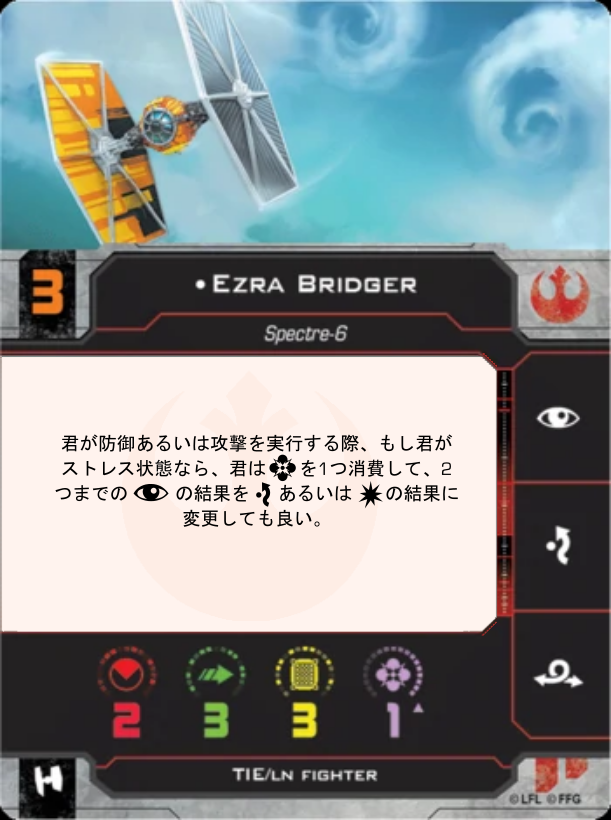 3
•Ezra Bridger
Spectre-6
君が防御あるいは攻撃を実行する際、もし君が
ストレス状態なら、君は を1つ消費して、2
つまでの の結果を あるいは の結果に
変更しても良い。
2 3 3 1
TIE/ln fighter
©LFL ©FFG